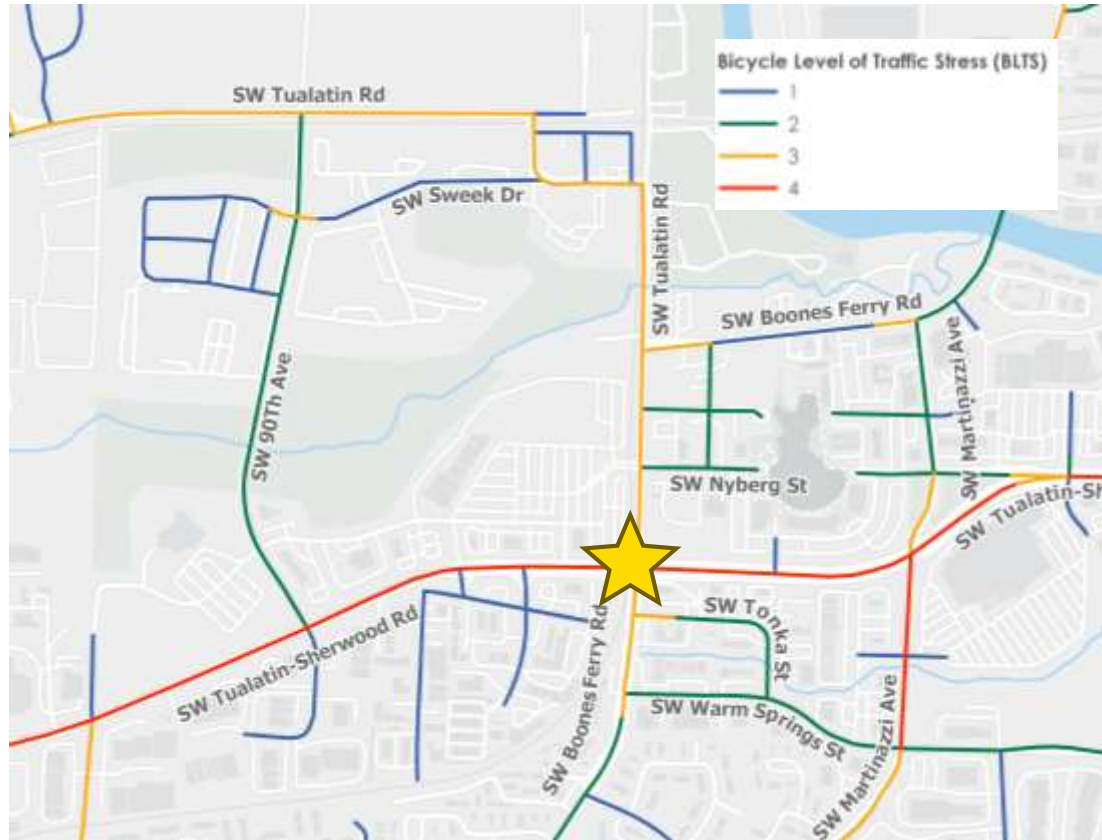 Bicycle Level of Traffic Stress (BLTS)
1
2
3
4
SW Tualatin Rd
SW Sweek Dr
SW Tualatin Rd
SW Boones Ferry Rd
SW 90Th Ave
SW Martinazzi Ave
SW Nyberg St
SW Tualatin-Sh
SW Tonka St
SW Tualatin-Sherwood Rd
SW Boones Ferry Rd
SW Warm Springs St
SW Martinazzi Ave